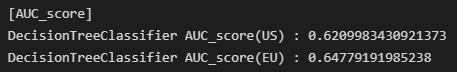 [AUC_score]
DecisionTreeClassifier AUC_score(US) : 0.6209983430921373
DecisionTreeClassifier AUC_score(EU) : 0.64779191985238